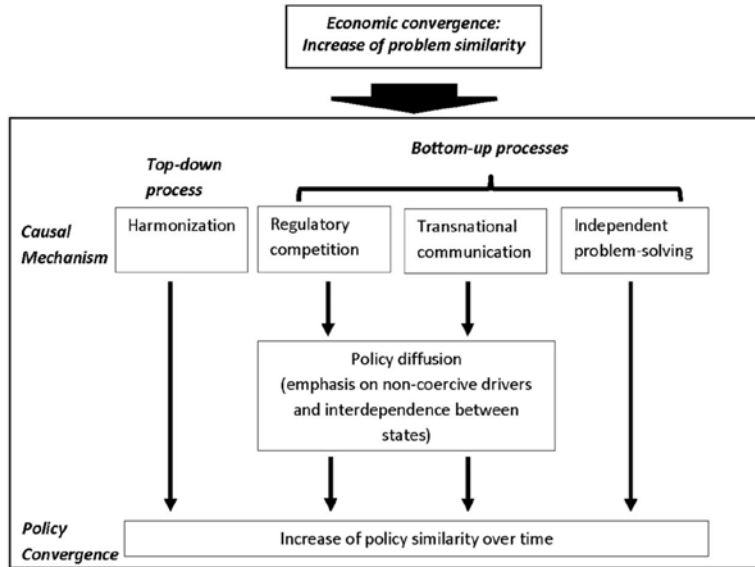 Economic convergence:
Increase of problem similarity
Bottom-up processes
Top-down
process
Causal
Mechanism
Harmonization
Regulatory
competition
Transnational
communication
Independent
problem-solving
Policy diffusion
(emphasis on non-coercive drivers
and interdependence between
states)
Policy
Convergence
Increase of policy similarity over time